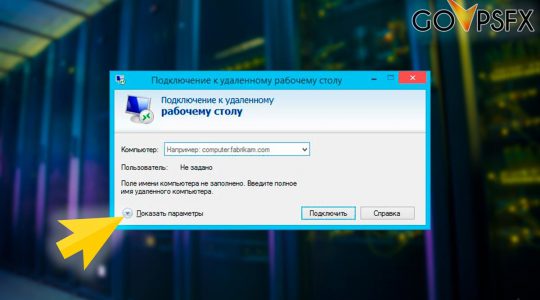 GOVPSFX
Подключение к удаленному рабочему столу
Подключение к удаленному
рабочему столу
Компьютер:
Например: computer.fabrikam.com
Пользователь:
Не задано
Поле имени компьютера не заполнено. Введите полное
имя удаленного компьютера.
Показать параметры
Подключить
Справка